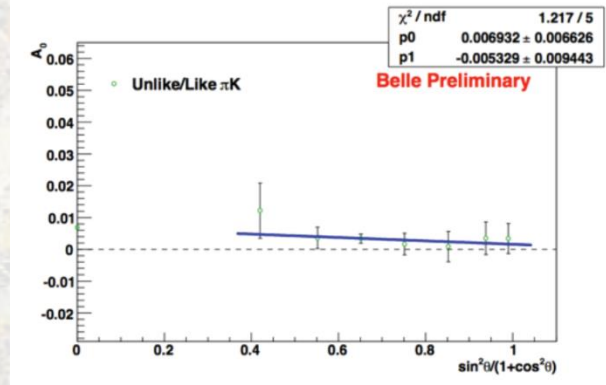 χ² / ndf 1.217 / 5
p0 0.006932 ± 0.006626
p1 -0.005329 ± 0.009443
A₀
Unlike/Like πK
Belle Preliminary
0.06
0.05
0.04
0.03
0.02
0.01
0
-0.01
-0.02
0 0.2 0.4 0.6 0.8 1
sin²θ/(1+cos²θ)